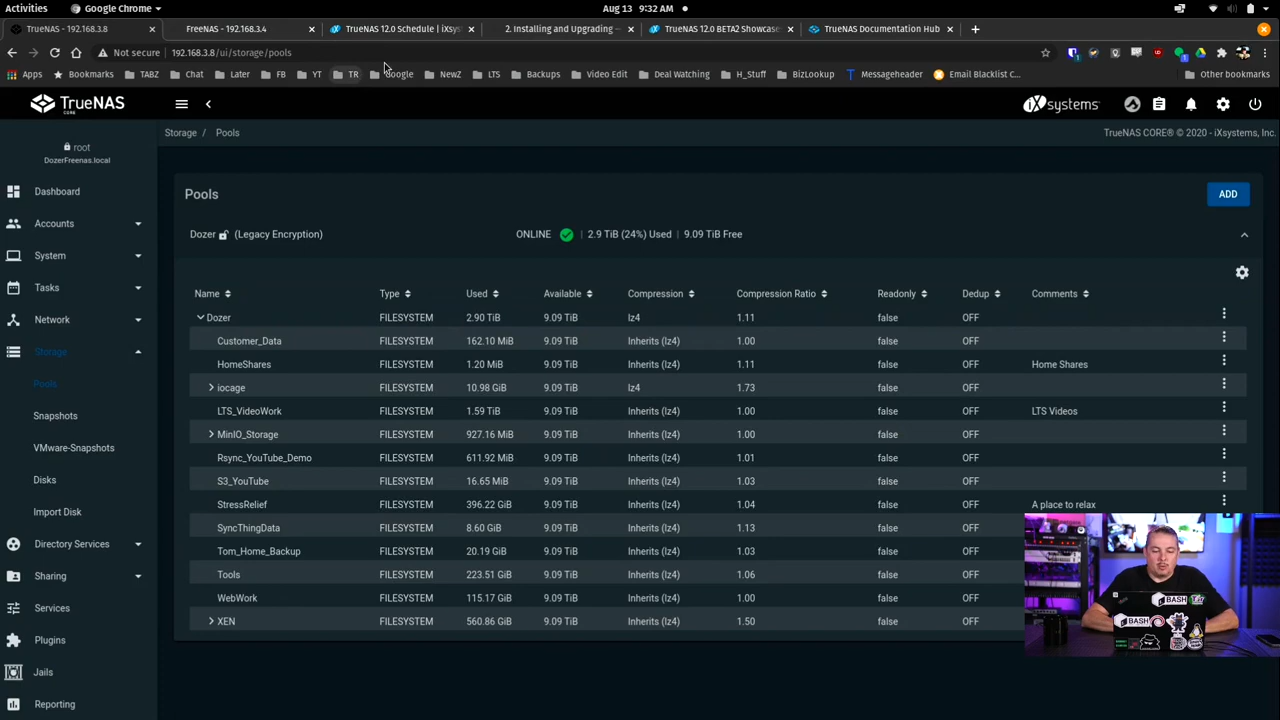 Activities Google Chrome Aug 13 9:32 AM
TrueNAS - 192.168.3.8 × FreeNAS - 192.168.3.4 × TrueNAS 12.0 Schedule | iXsys × 2. Installing and Upgrading — × TrueNAS 12.0 BETA2 Showcase × TrueNAS Documentation Hub × +
Not secure 192.168.3.8/ui/storage/pools
Apps Bookmarks TABZ Chat Later FB YT TR Google NewZ LTS Backups Video Edit Deal Watching H_Stuff BizLookup Messageheader Email Blacklist C... Other bookmarks
TrueNAS CORE iXsystems
root
DozerFreenas.local
Storage / Pools TrueNAS CORE® © 2020 - iXsystems, Inc.
Dashboard
Accounts
System
Tasks
Network
Storage
Pools
Snapshots
VMware-Snapshots
Disks
Import Disk
Directory Services
Sharing
Services
Plugins
Jails
Reporting
Pools ADD
Dozer (Legacy Encryption) ONLINE | 2.9 TiB (24%) Used | 9.09 TiB Free
Name Type Used Available Compression Compression Ratio Readonly Dedup Comments
Dozer FILESYSTEM 2.90 TiB 9.09 TiB lz4 1.11 false OFF
Customer_Data FILESYSTEM 162.10 MiB 9.09 TiB Inherits (lz4) 1.00 false OFF
HomeShares FILESYSTEM 1.20 MiB 9.09 TiB Inherits (lz4) 1.11 false OFF Home Shares
iocage FILESYSTEM 10.98 GiB 9.09 TiB lz4 1.73 false OFF
LTS_VideoWork FILESYSTEM 1.59 TiB 9.09 TiB Inherits (lz4) 1.00 false OFF LTS Videos
MinIO_Storage FILESYSTEM 927.16 MiB 9.09 TiB Inherits (lz4) 1.00 false OFF
Rsync_YouTube_Demo FILESYSTEM 611.92 MiB 9.09 TiB Inherits (lz4) 1.01 false OFF
S3_YouTube FILESYSTEM 16.65 MiB 9.09 TiB Inherits (lz4) 1.03 false OFF
StressRelief FILESYSTEM 396.22 GiB 9.09 TiB Inherits (lz4) 1.04 false OFF A place to relax
SyncThingData FILESYSTEM 8.60 GiB 9.09 TiB Inherits (lz4) 1.13 false OFF
Tom_Home_Backup FILESYSTEM 20.19 GiB 9.09 TiB Inherits (lz4) 1.03 false OFF
Tools FILESYSTEM 223.51 GiB 9.09 TiB Inherits (lz4) 1.06 false OFF
WebWork FILESYSTEM 115.17 GiB 9.09 TiB Inherits (lz4) 1.00 false OFF
XEN FILESYSTEM 560.86 GiB 9.09 TiB Inherits (lz4) 1.50 false OFF
BASH
BASH